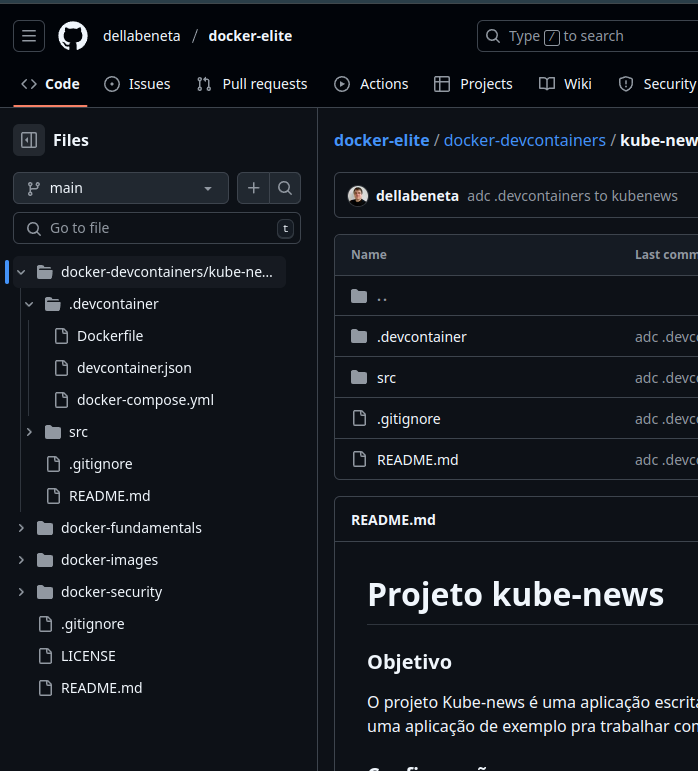 dellabeneta / docker-elite
Type / to search
Code Issues Pull requests Actions Projects Wiki Security
Files
main
Go to file t
docker-devcontainers/kube-ne...
.devcontainer
Dockerfile
devcontainer.json
docker-compose.yml
src
.gitignore
README.md
docker-fundamentals
docker-images
docker-security
.gitignore
LICENSE
README.md
docker-elite / docker-devcontainers / kube-new
dellabeneta adc .devcontainers to kubenews
Name Last comm
..
.devcontainer adc .devc
src adc .devc
.gitignore adc .devc
README.md adc .devc
README.md
Projeto kube-news
Objetivo
O projeto Kube-news é uma aplicação escrita
uma aplicação de exemplo pra trabalhar com